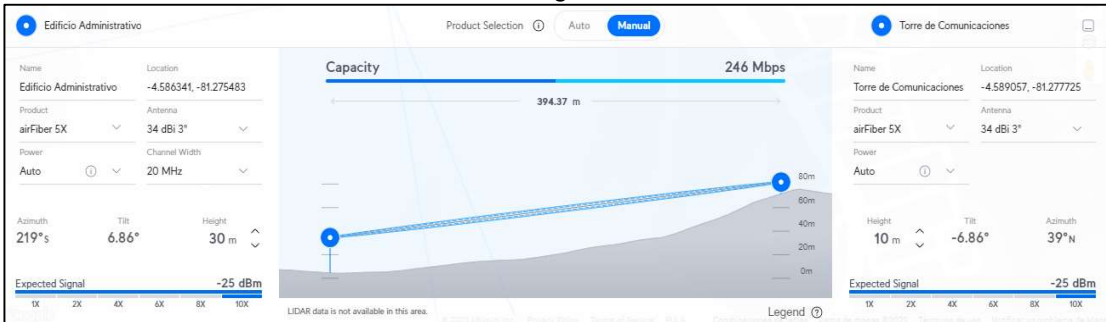 Edificio Administrativo
Product Selection Auto Manual
Torre de Comunicaciones
Name Location
Edificio Administrativo -4.586341, -81.275483
Product Antenna
airFiber 5X 34 dBi 3°
Power Channel Width
Auto 20 MHz
Azimuth Tilt Height
219°s 6.86° 30 m
Expected Signal -25 dBm
1X 2X 4X 6X 8X 10X
Capacity 246 Mbps
394.37 m
80m
60m
40m
20m
0m
LIDAR data is not available in this area.
Legend
Name Location
Torre de Comunicaciones -4.589057, -81.277725
Product Antenna
airFiber 5X 34 dBi 3°
Power
Auto
Height Tilt Azimuth
10 m -6.86° 39°N
Expected Signal -25 dBm
1X 2X 4X 6X 8X 10X